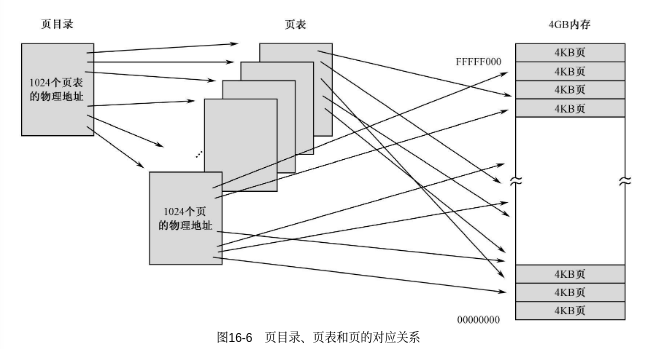 页目录
页表
4GB内存
1024个页表
的物理地址
FFFFF000
4KB页
4KB页
4KB页
4KB页
1024个页
的物理地址
4KB页
4KB页
4KB页
00000000
图16-6 页目录、页表和页的对应关系